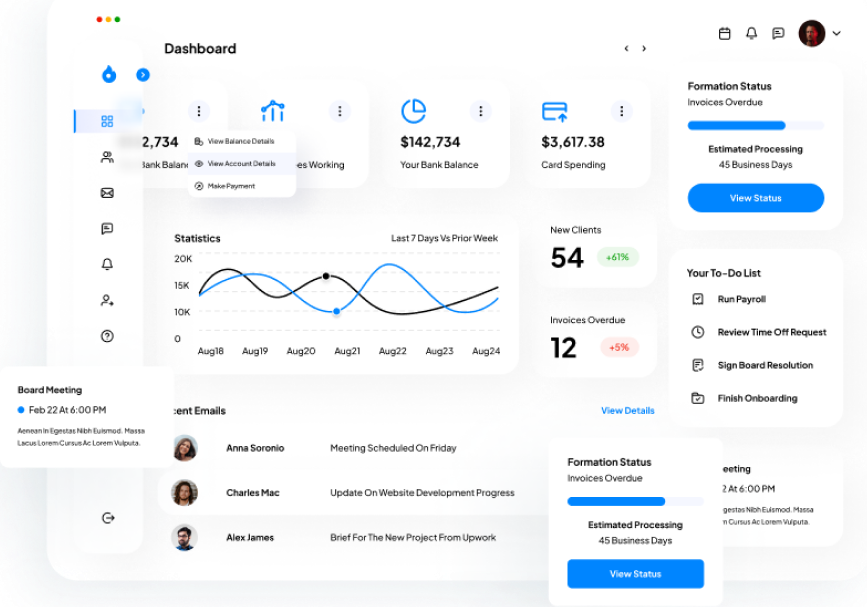 Dashboard
2,734
Bank Balanc
View Balance Details
View Account Details
Make Payment
es Working
$142,734
Your Bank Balance
$3,617.38
Card Spending
Formation Status
Invoices Overdue
Estimated Processing
45 Business Days
View Status
Statistics
Last 7 Days Vs Prior Week
20K
15K
10K
0
Aug18 Aug19 Aug20 Aug21 Aug22 Aug23 Aug24
New Clients
54 +61%
Invoices Overdue
12 +5%
Your To-Do List
Run Payroll
Review Time Off Request
Sign Board Resolution
Finish Onboarding
Board Meeting
Feb 22 At 6:00 PM
Aenean In Egestas Nibh Euismod. Massa
Lacus Lorem Cursus Ac Lorem Vulputa.
cent Emails
View Details
Anna Soronio Meeting Scheduled On Friday
Charles Mac Update On Website Development Progress
Alex James Brief For The New Project From Upwork
Formation Status
Invoices Overdue
Estimated Processing
45 Business Days
View Status
eeting
2 At 6:00 PM
gestas Nibh Euismod. Massa
m Cursus Ac Lorem Vulputa.